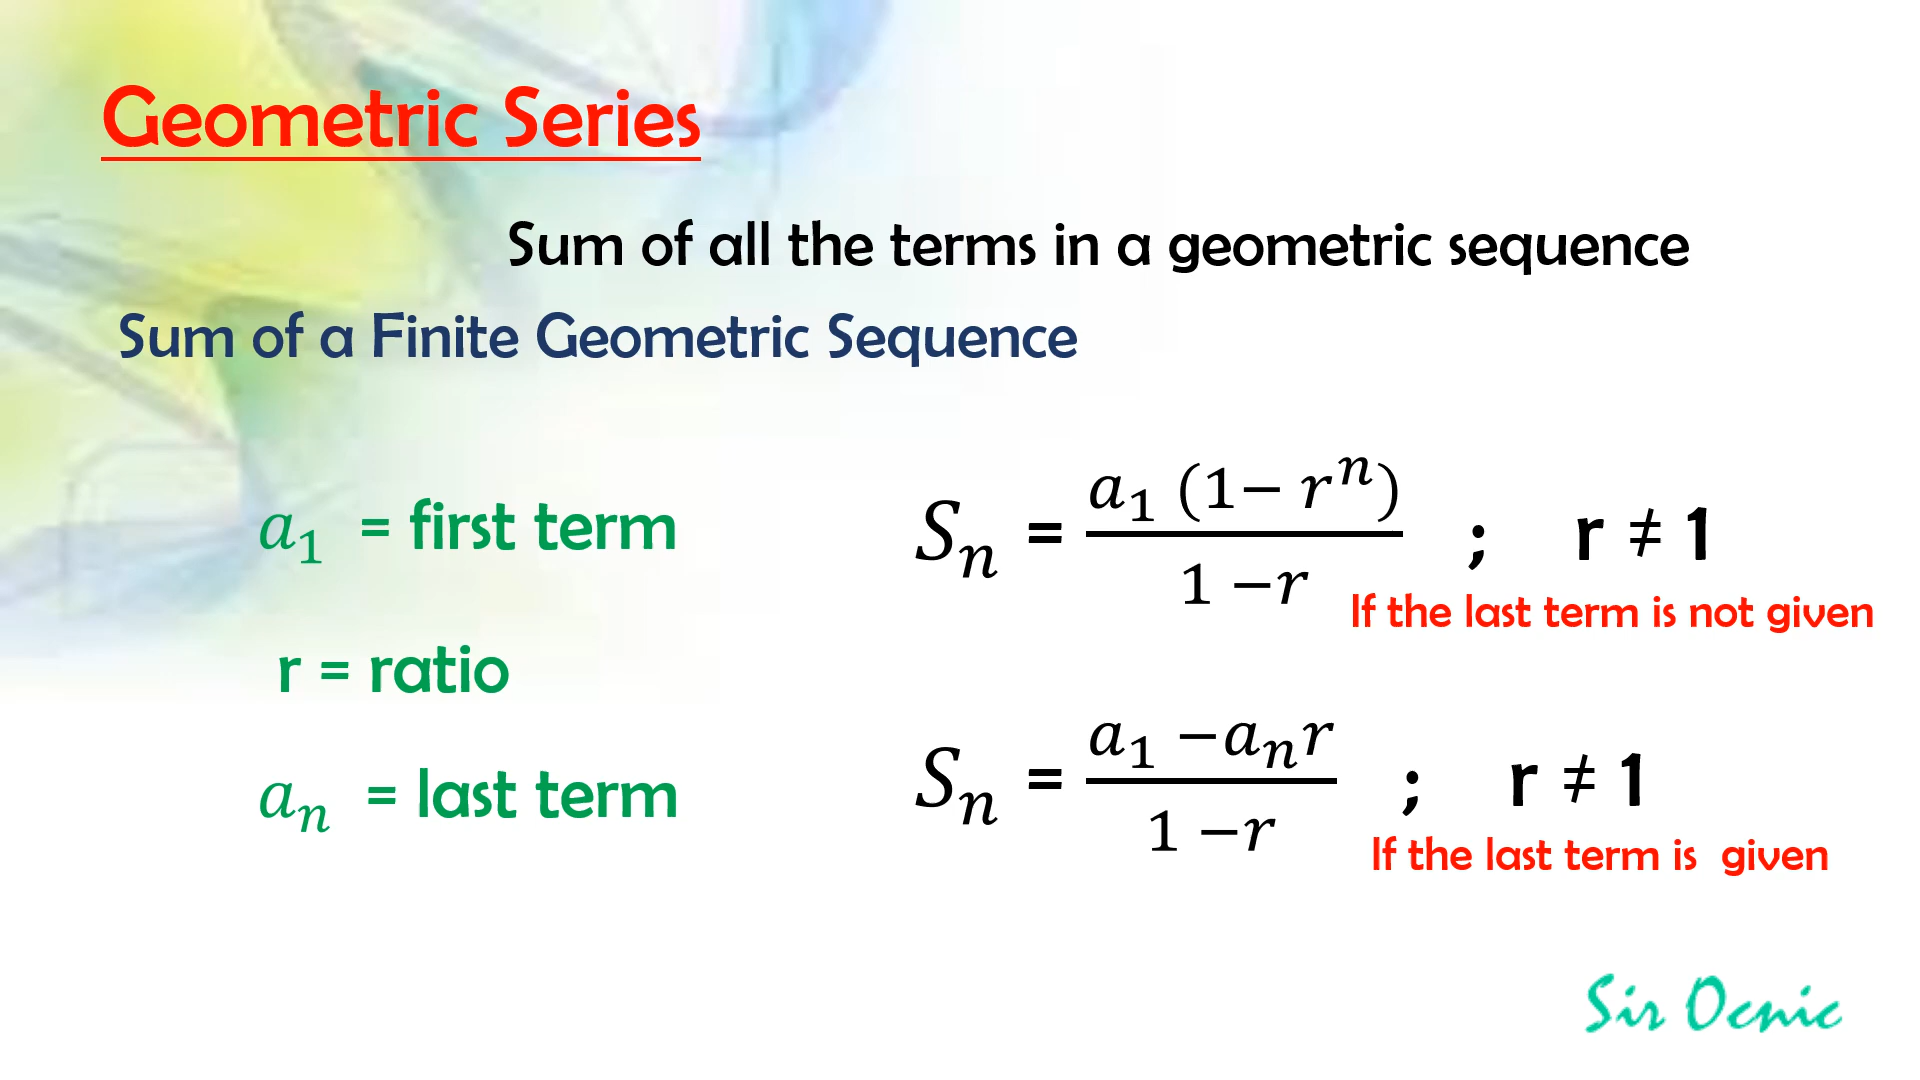 Geometric Series
Sum of all the terms in a geometric sequence
Sum of a Finite Geometric Sequence
a₁ = first term
r = ratio
aₙ = last term
Sₙ = a₁ (1− rⁿ) / 1 −r ; r ≠ 1
If the last term is not given
Sₙ = a₁ −aₙr / 1 −r ; r ≠ 1
If the last term is given
Sir Ocnic